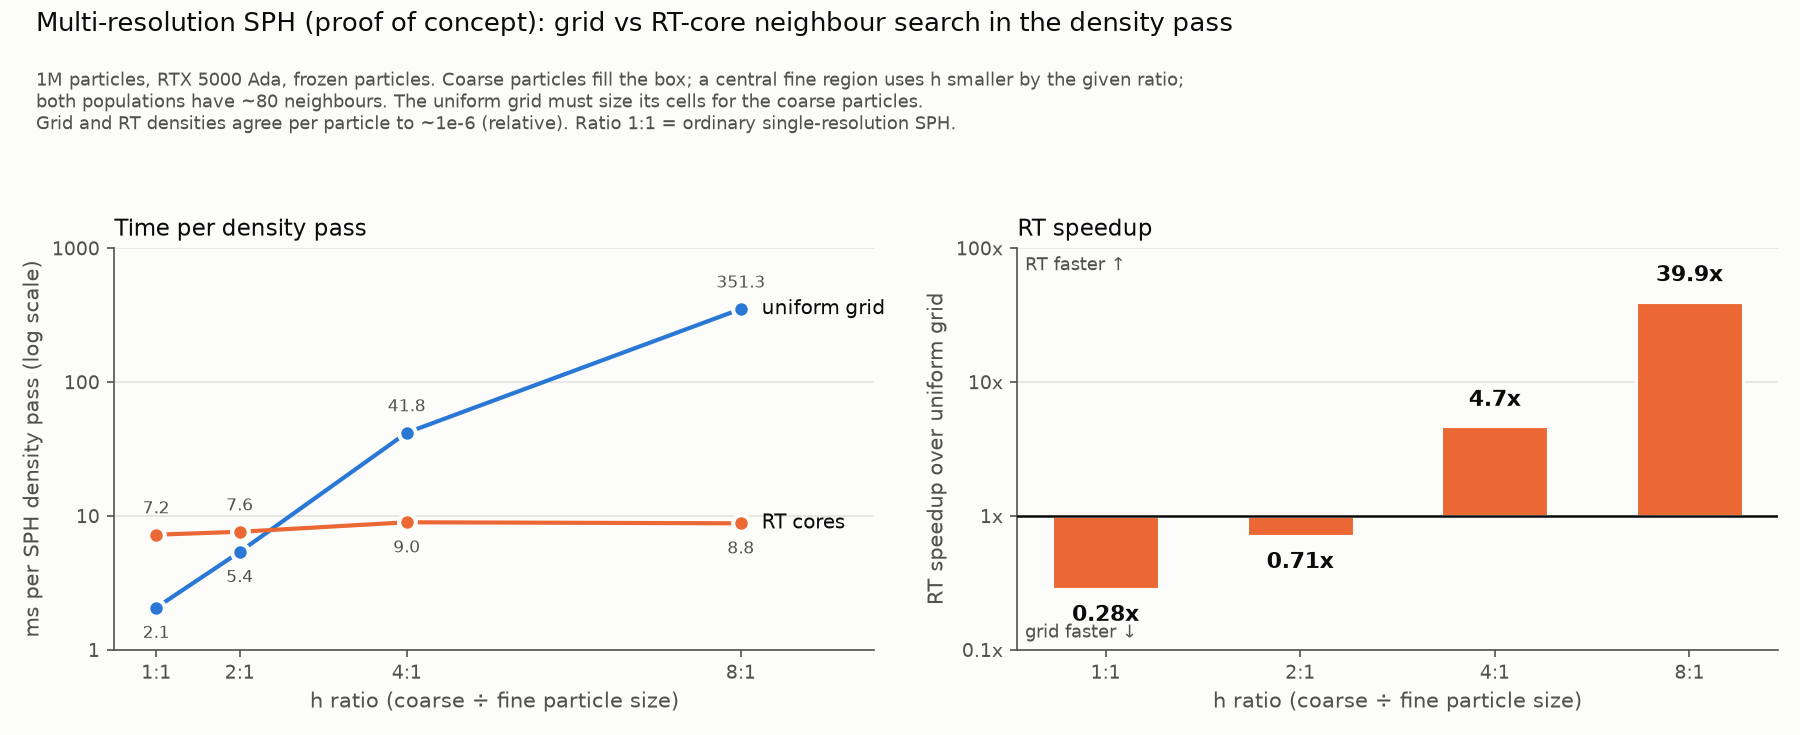 Multi-resolution SPH (proof of concept): grid vs RT-core neighbour search in the density pass
1M particles, RTX 5000 Ada, frozen particles. Coarse particles fill the box; a central fine region uses h smaller by the given ratio;
both populations have ~80 neighbours. The uniform grid must size its cells for the coarse particles.
Grid and RT densities agree per particle to ~1e-6 (relative). Ratio 1:1 = ordinary single-resolution SPH.
Time per density pass
ms per SPH density pass (log scale)
1000
100
10
1
351.3
uniform grid
41.8
7.2
7.6
RT cores
9.0
8.8
5.4
2.1
1:1
2:1
4:1
8:1
h ratio (coarse ÷ fine particle size)
RT speedup
RT speedup over uniform grid
100x
10x
1x
0.1x
RT faster ↑
39.9x
4.7x
0.71x
0.28x
grid faster ↓
1:1
2:1
4:1
8:1
h ratio (coarse ÷ fine particle size)